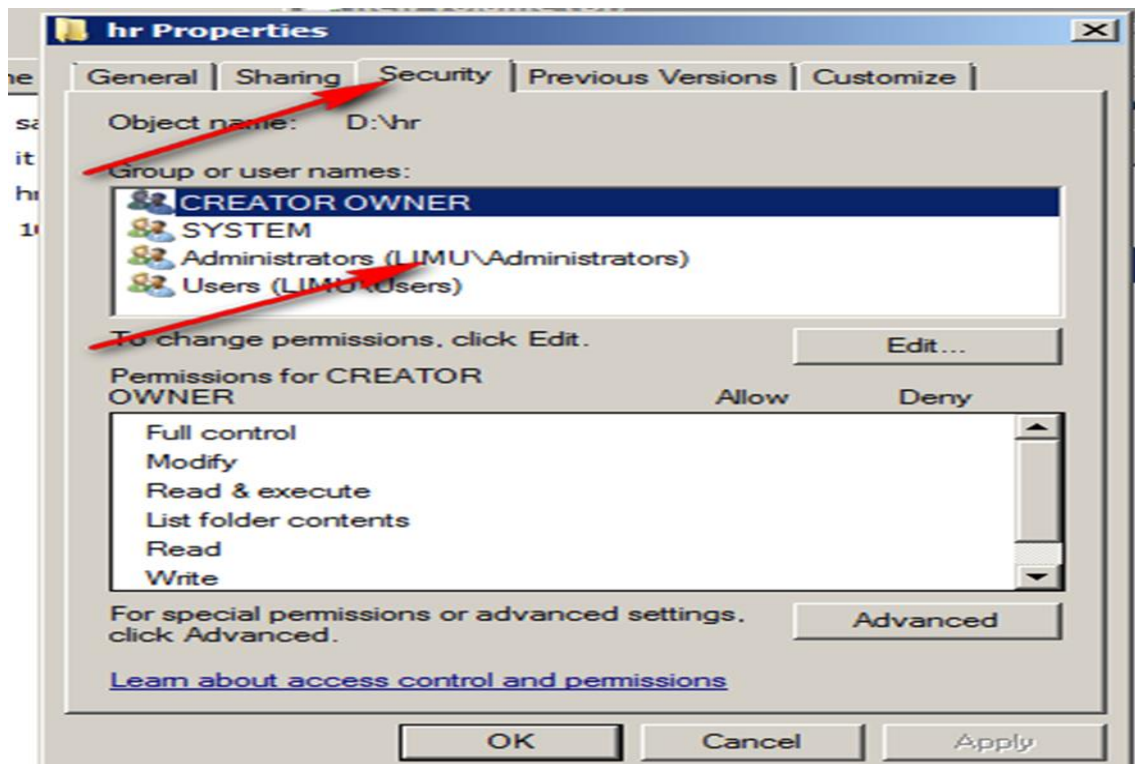 hr Properties
General Sharing Security Previous Versions Customize
Object name: D:\hr
it
Group or user names:
CREATOR OWNER
SYSTEM
Administrators (LIMU\Administrators)
Users (LIMU\Users)
To change permissions, click Edit.
Edit...
Permissions for CREATOR
OWNER Allow Deny
Full control
Modify
Read & execute
List folder contents
Read
Write
For special permissions or advanced settings,
click Advanced.
Advanced
Learn about access control and permissions
OK Cancel Apply